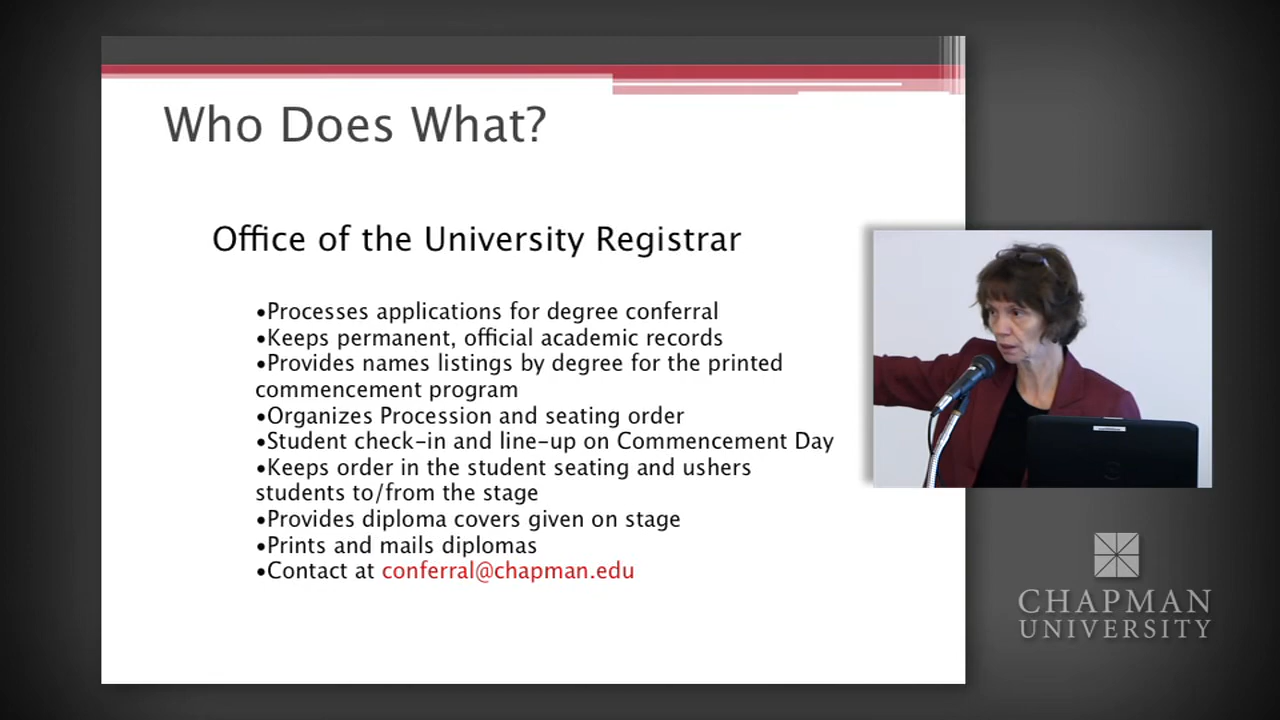 Who Does What?
Office of the University Registrar
•Processes applications for degree conferral
•Keeps permanent, official academic records
•Provides names listings by degree for the printed
commencement program
•Organizes Procession and seating order
•Student check-in and line-up on Commencement Day
•Keeps order in the student seating and ushers
students to/from the stage
•Provides diploma covers given on stage
•Prints and mails diplomas
•Contact at conferral@chapman.edu
CHAPMAN
UNIVERSITY